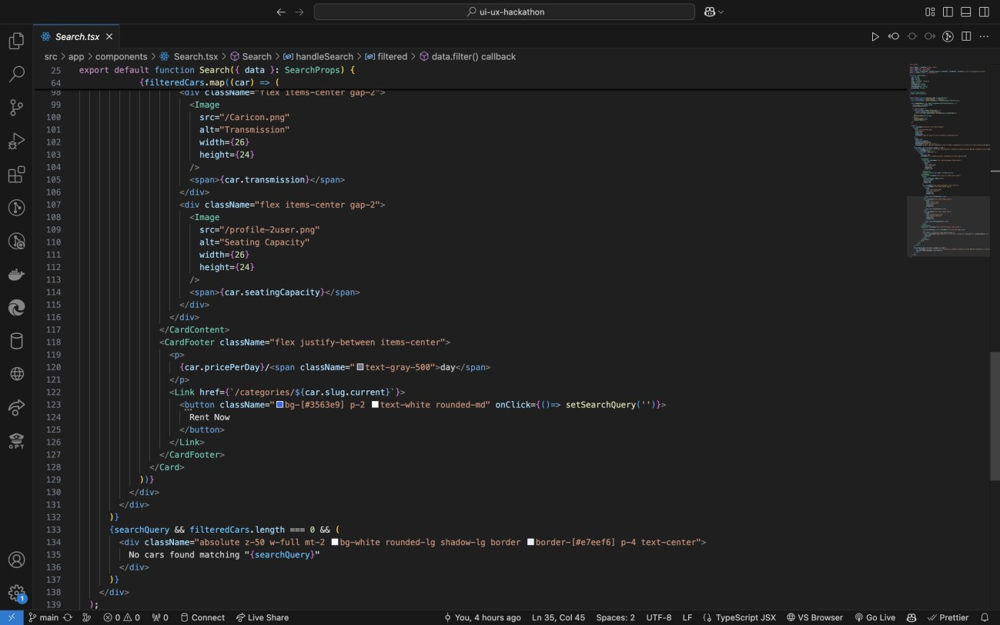 ui-ux-hackathon
Search.tsx
src > app > components > Search.tsx > Search > handleSearch > filtered > data.filter() callback
25 export default function Search({ data }: SearchProps) {
64 {filteredCars.map((car) => (
98 <div className="flex items-center gap-2">
99 <Image
100 src="/Caricon.png"
101 alt="Transmission"
102 width={26}
103 height={24}
104 />
105 <span>{car.transmission}</span>
106 </div>
107 <div className="flex items-center gap-2">
108 <Image
109 src="/profile-2user.png"
110 alt="Seating Capacity"
111 width={26}
112 height={24}
113 />
114 <span>{car.seatingCapacity}</span>
115 </div>
116 </div>
117 </CardContent>
118 <CardFooter className="flex justify-between items-center">
119 <p>
120 {car.pricePerDay}/<span className="text-gray-500">day</span>
121 </p>
122 <Link href={`/categories/${car.slug.current}`}>
123 <button className="bg-[#3563e9] p-2 text-white rounded-md" onClick={()=> setSearchQuery('')}>
124 Rent Now
125 </button>
126 </Link>
127 </CardFooter>
128 </Card>
129 ))}
130 </div>
131 </div>
132 )}
133 {searchQuery && filteredCars.length === 0 && (
134 <div className="absolute z-50 w-full mt-2 bg-white rounded-lg shadow-lg border border-[#e7eef6] p-4 text-center">
135 No cars found matching "{searchQuery}"
136 </div>
137 )}
138 </div>
139 );
GPT
1
main 0 0 0 Connect Live Share You, 4 hours ago Ln 35, Col 45 Spaces: 2 UTF-8 LF TypeScript JSX VS Browser Go Live Prettier